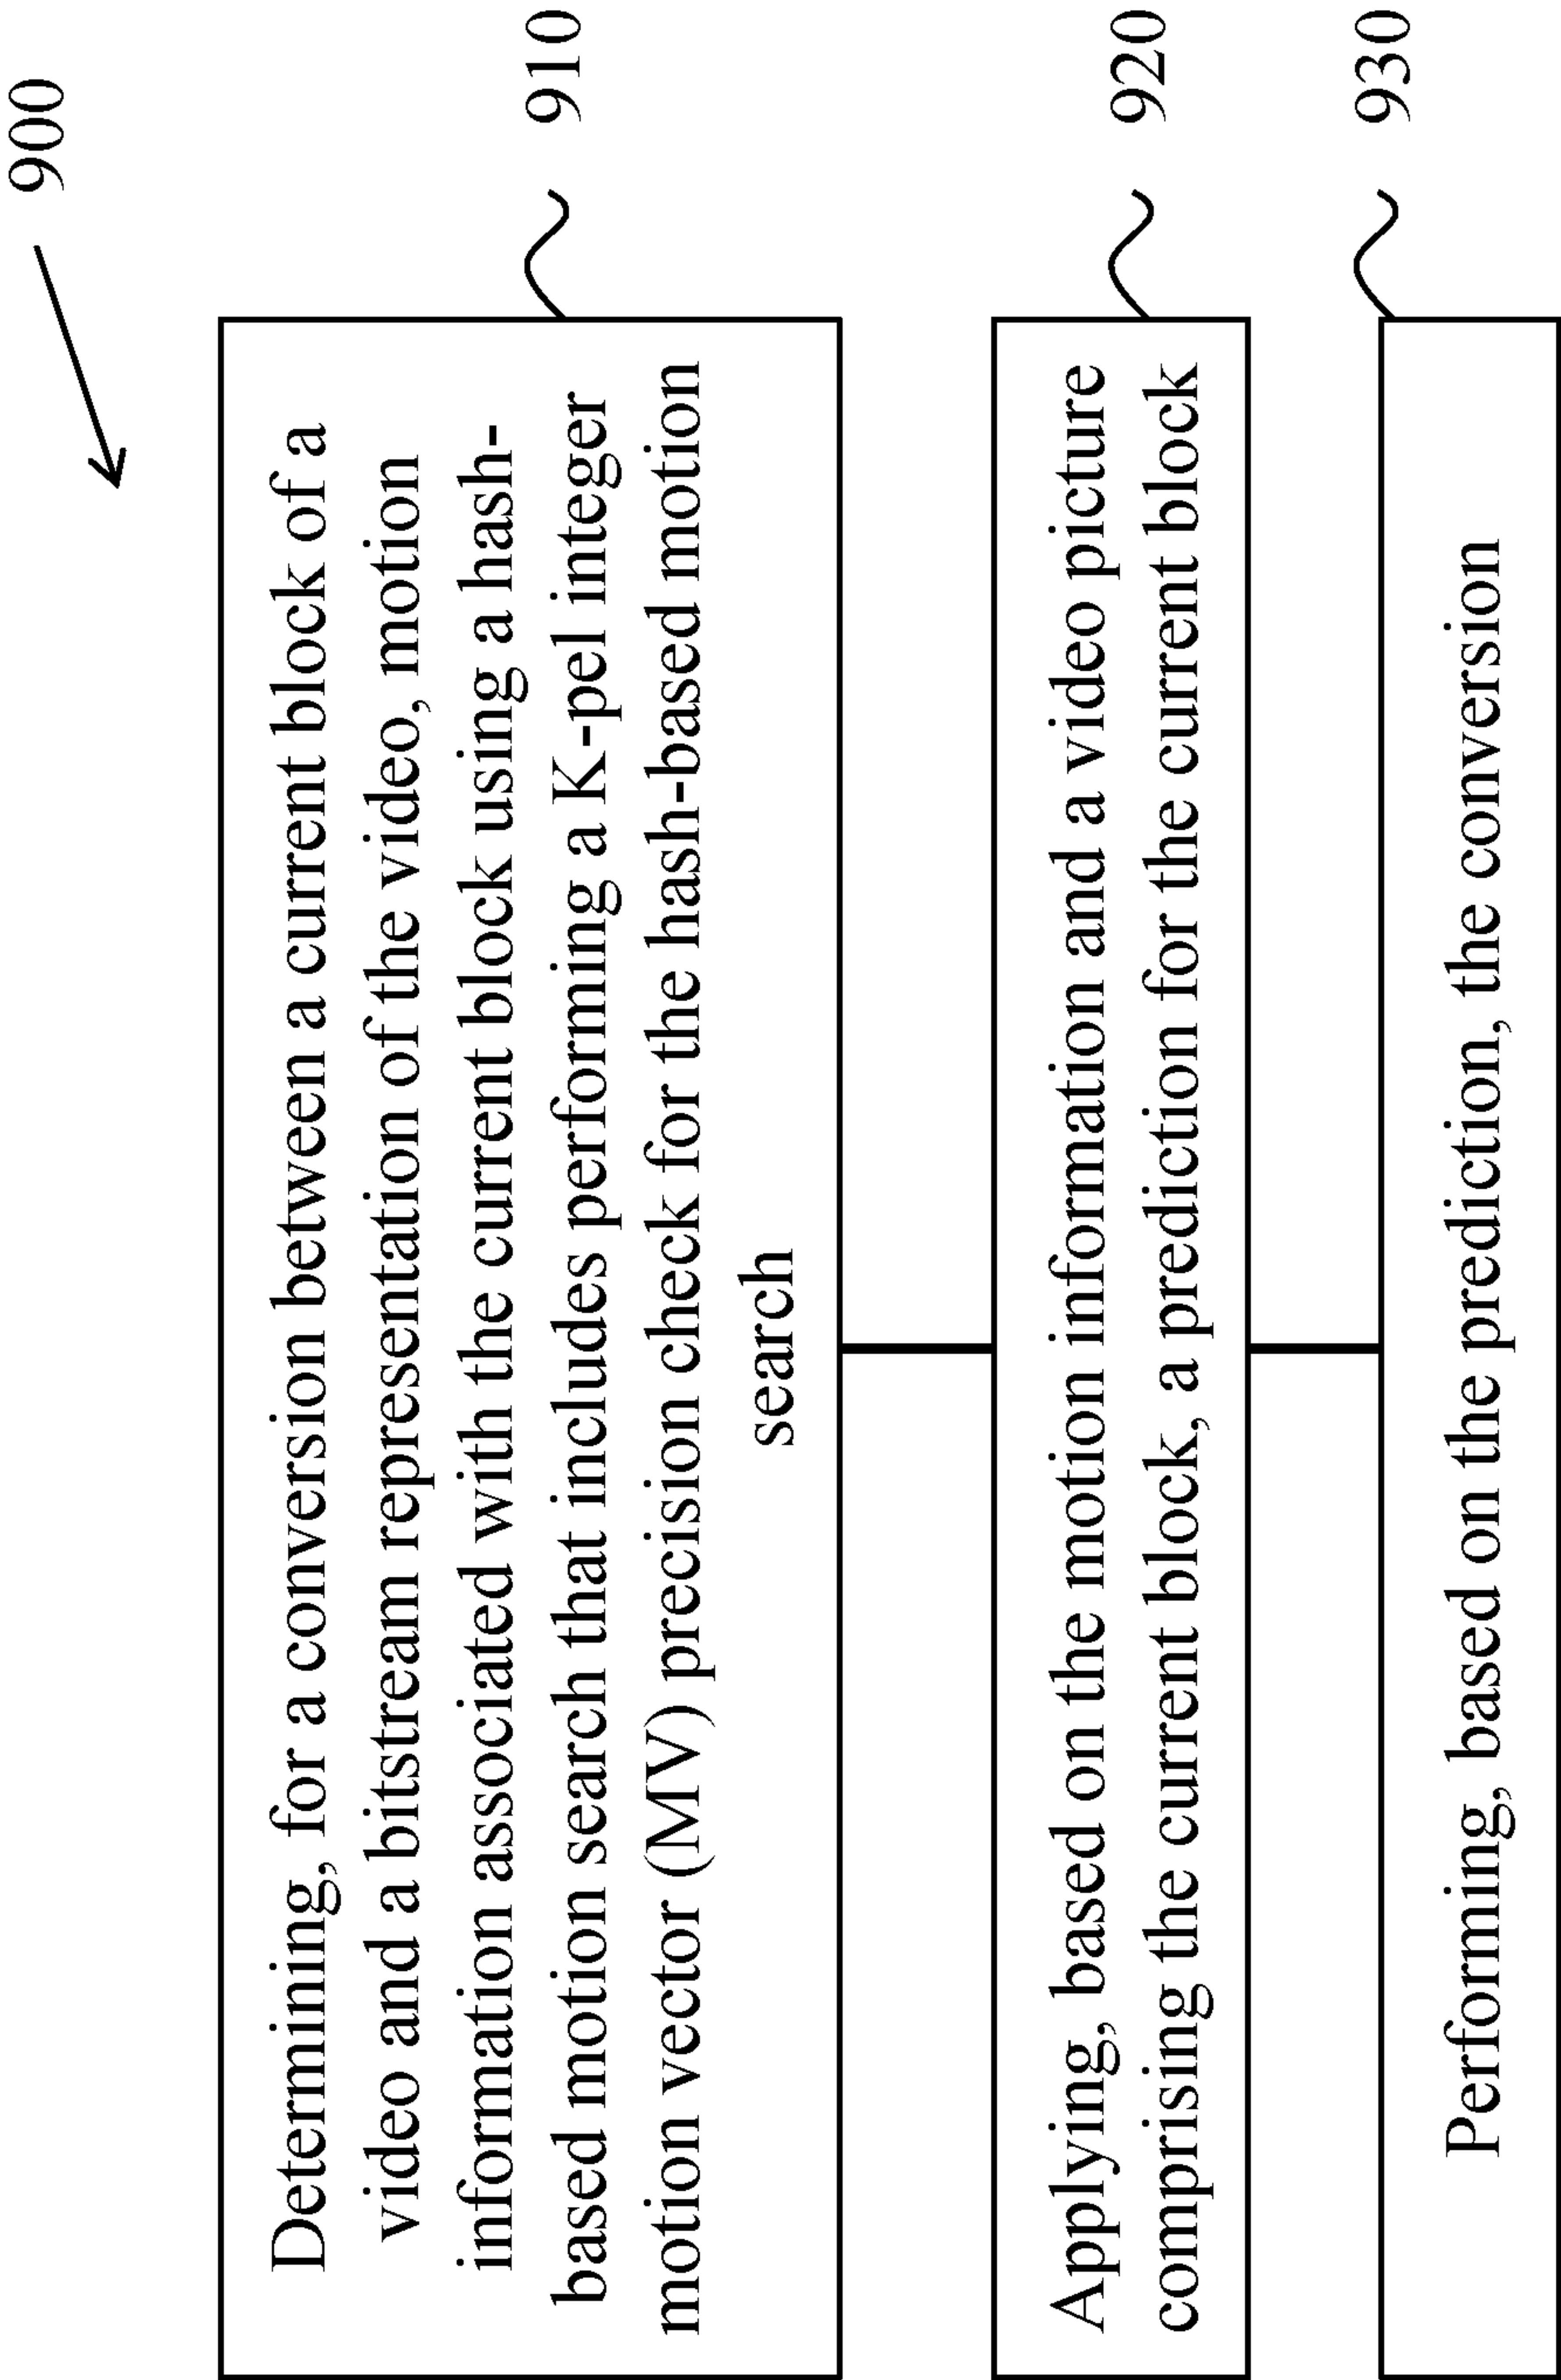 900
Determining, for a conversion between a current block of a
video and a bitstream representation of the video, motion
information associated with the current block using a hash-
based motion search that includes performing a K-pel integer
motion vector (MV) precision check for the hash-based motion
search
910
Applying, based on the motion information and a video picture
comprising the current block, a prediction for the current block
920
Performing, based on the prediction, the conversion
930